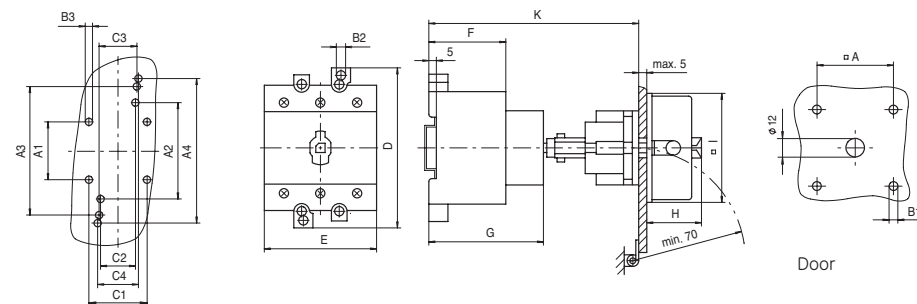 B3
C3
A3
A1
A2
A4
C2
C4
C1
B2
D
E
K
F
5
max. 5
G
H
□ I
min. 70
□ A
ϕ 12
B1
Door